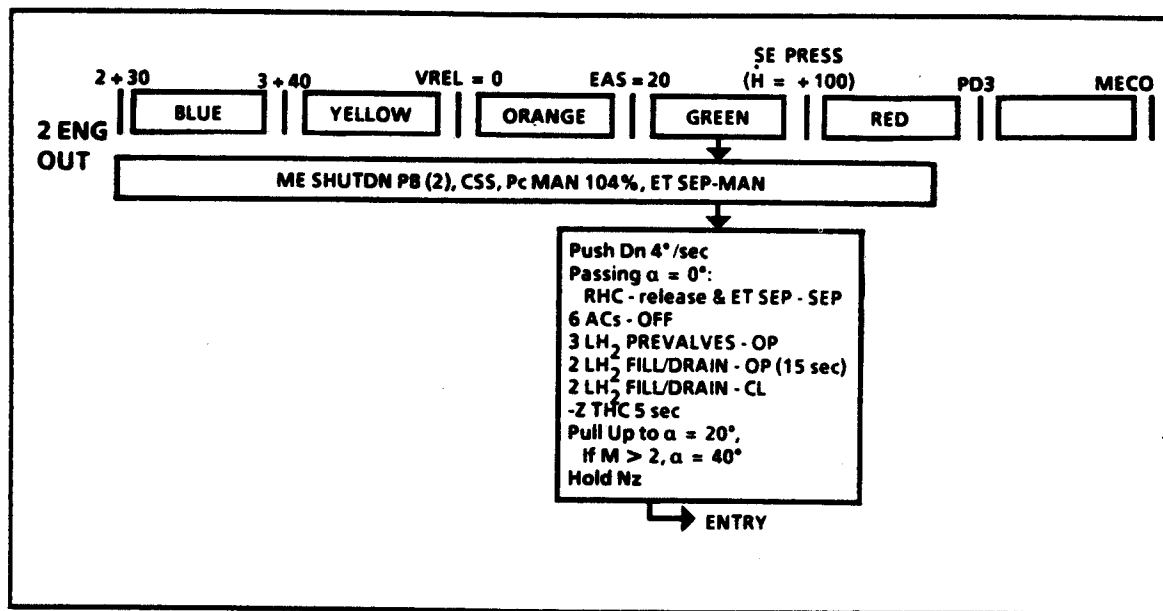 SE PRESS
2 + 30 3 + 40 VREL = 0 EAS = 20 (Ḣ = + 100) PD3 MECO
BLUE YELLOW ORANGE GREEN RED
2 ENG
OUT
ME SHUTDN PB (2), CSS, Pc MAN 104%, ET SEP-MAN
Push Dn 4°/sec
Passing α = 0°:
RHC - release & ET SEP - SEP
6 ACs - OFF
3 LH₂ PREVALVES - OP
2 LH₂ FILL/DRAIN - OP (15 sec)
2 LH₂ FILL/DRAIN - CL
-Z THC 5 sec
Pull Up to α = 20°,
If M > 2, α = 40°
Hold Nz
ENTRY